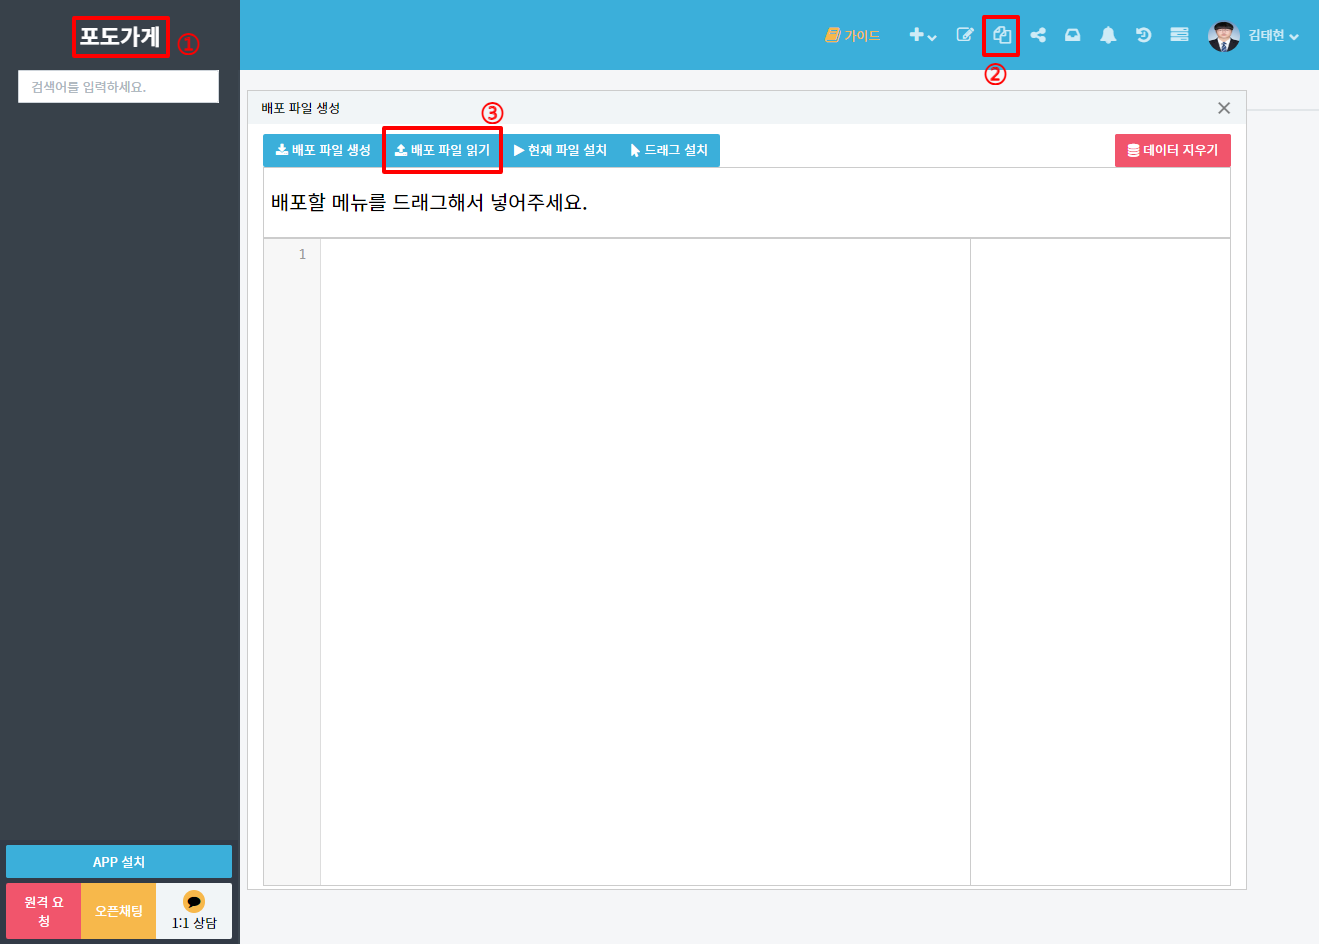 포도가게 ①
검색어를 입력하세요.
가이드
김태현
②
배포 파일 생성
③
배포 파일 생성 배포 파일 읽기 현재 파일 설치 드래그 설치 데이터 지우기
배포할 메뉴를 드래그해서 넣어주세요.
1
APP 설치
원격 요
청
오픈채팅
1:1 상담